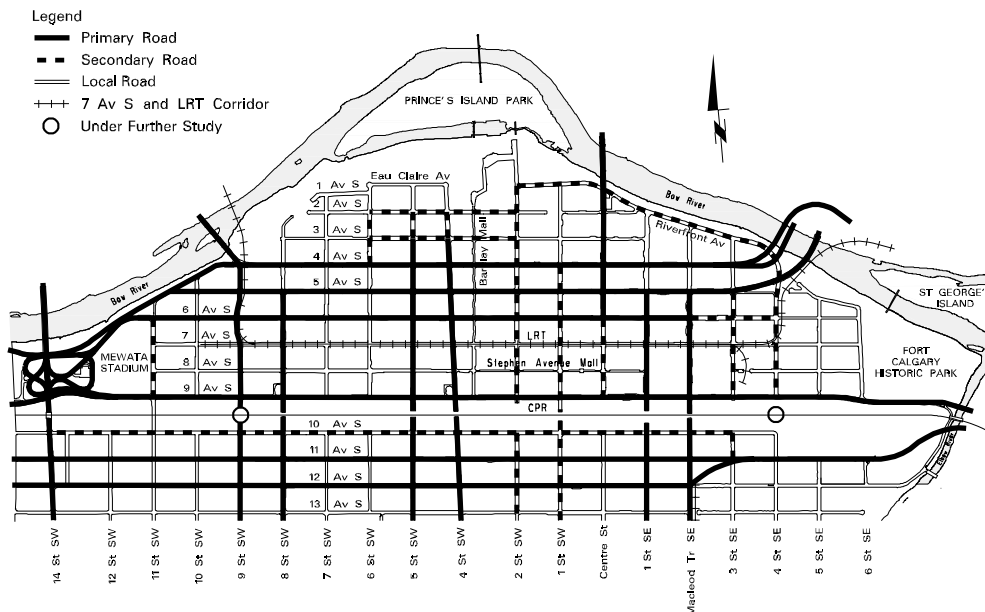 Legend
Primary Road
Secondary Road
Local Road
7 Av S and LRT Corridor
Under Further Study
PRINCE'S ISLAND PARK
Eau Claire Av
1 Av S
2 Av S
3 Av S
4 Av S
5 Av S
6 Av S
7 Av S
8 Av S
9 Av S
10 Av S
11 Av S
12 Av S
13 Av S
Barclay Mall
Bow River
Riverfront Av
Bow River
ST GEORGE'S
ISLAND
MEWATA
STADIUM
LRT
Stephen Avenue Mall
CPR
FORT
CALGARY
HISTORIC PARK
Elbow River
14 St SW
12 St SW
11 St SW
10 St SW
9 St SW
8 St SW
7 St SW
6 St SW
5 St SW
4 St SW
2 St SW
1 St SW
Centre St
1 St SE
Macleod Tr SE
3 St SE
4 St SE
5 St SE
6 St SE